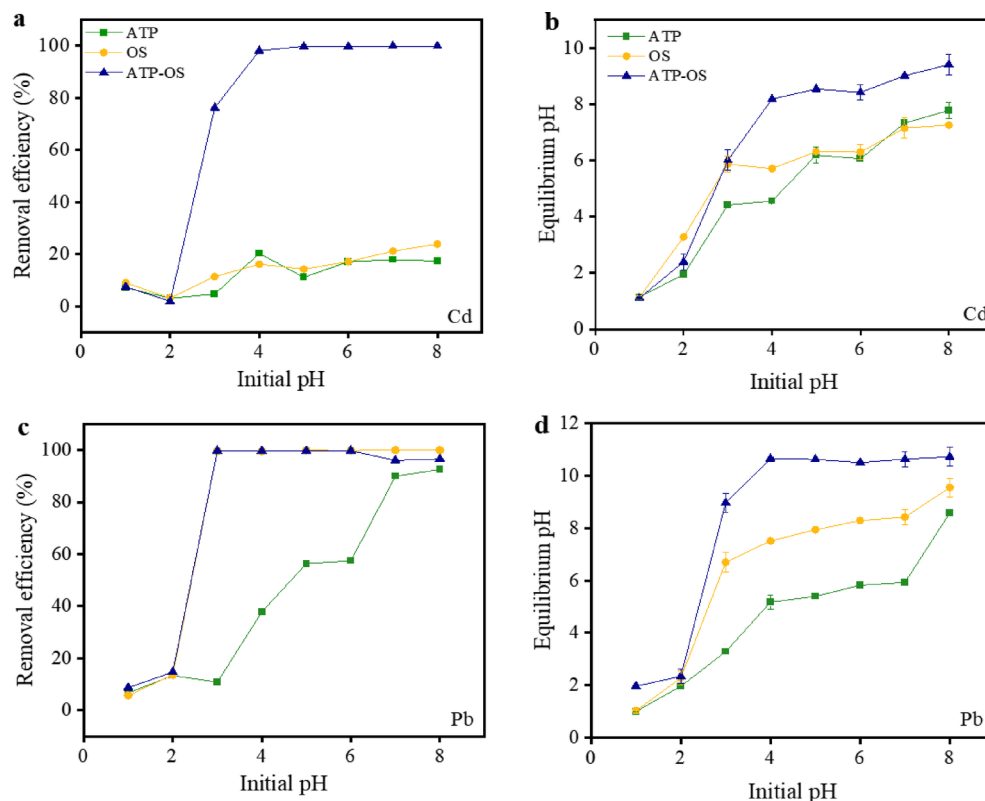 a
ATP
OS
ATP-OS
Removal effciency (%)
100
80
60
40
20
0
0 2 4 6 8
Cd
Initial pH
b
ATP
OS
ATP-OS
Equilibrium pH
10
8
6
4
2
0
0 2 4 6 8
Cd
Initial pH
c
Removal efficiency (%)
100
80
60
40
20
0
0 2 4 6 8
Pb
Initial pH
d
Equilibrium pH
12
10
8
6
4
2
0
0 2 4 6 8
Pb
Initial pH